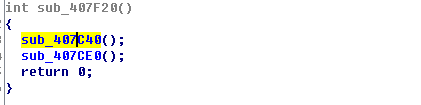 int sub_407F20()
{
sub_407C40();
sub_407CE0();
return 0;
}